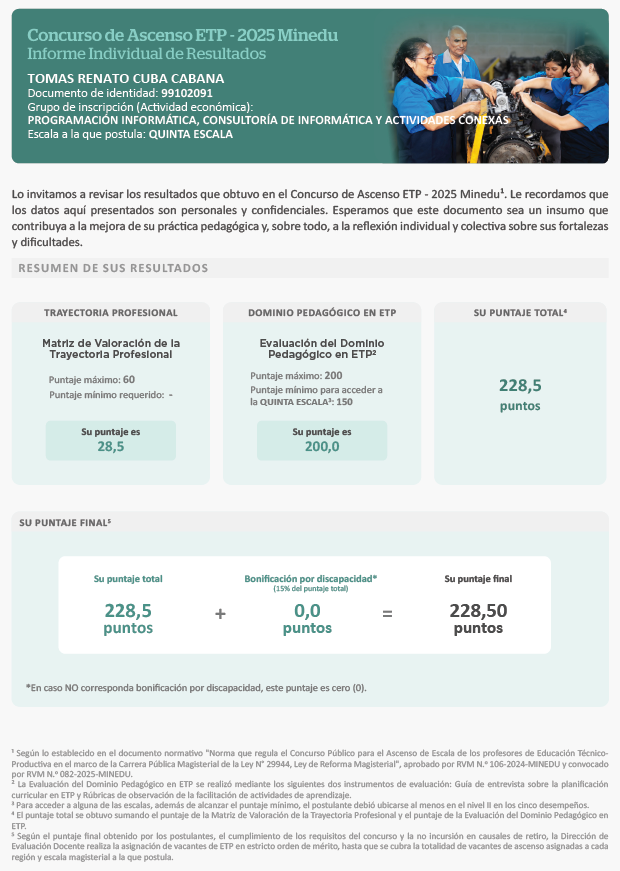 Concurso de Ascenso ETP - 2025 Minedu
Informe Individual de Resultados
TOMAS RENATO CUBA CABANA
Documento de identidad: 99102091
Grupo de inscripción (Actividad económica):
PROGRAMACIÓN INFORMÁTICA, CONSULTORÍA DE INFORMÁTICA Y ACTIVIDADES CONEXAS
Escala a la que postula: QUINTA ESCALA
Lo invitamos a revisar los resultados que obtuvo en el Concurso de Ascenso ETP - 2025 Minedu¹. Le recordamos que
los datos aquí presentados son personales y confidenciales. Esperamos que este documento sea un insumo que
contribuya a la mejora de su práctica pedagógica y, sobre todo, a la reflexión individual y colectiva sobre sus fortalezas
y dificultades.
RESUMEN DE SUS RESULTADOS
TRAYECTORIA PROFESIONAL
Matriz de Valoración de la
Trayectoria Profesional
Puntaje máximo: 60
Puntaje mínimo requerido: -
Su puntaje es
28,5
DOMINIO PEDAGÓGICO EN ETP
Evaluación del Dominio
Pedagógico en ETP²
Puntaje máximo: 200
Puntaje mínimo para acceder a
la QUINTA ESCALA³: 150
Su puntaje es
200,0
SU PUNTAJE TOTAL⁴
228,5
puntos
SU PUNTAJE FINAL⁵
Su puntaje total
228,5
puntos
+
Bonificación por discapacidad*
(15% del puntaje total)
0,0
puntos
=
Su puntaje final
228,50
puntos
*En caso NO corresponda bonificación por discapacidad, este puntaje es cero (0).
¹ Según lo establecido en el documento normativo "Norma que regula el Concurso Público para el Ascenso de Escala de los profesores de Educación Técnico-
Productiva en el marco de la Carrera Pública Magisterial de la Ley N° 29944, Ley de Reforma Magisterial", aprobado por RVM N.º 106-2024-MINEDU y convocado
por RVM N.º 082-2025-MINEDU.
² La Evaluación del Dominio Pedagógico en ETP se realizó mediante los siguientes dos instrumentos de evaluación: Guía de entrevista sobre la planificación
curricular en ETP y Rúbricas de observación de la facilitación de actividades de aprendizaje.
³ Para acceder a alguna de las escalas, además de alcanzar el puntaje mínimo, el postulante debió ubicarse al menos en el nivel II en los cinco desempeños.
⁴ El puntaje total se obtuvo sumando el puntaje de la Matriz de Valoración de la Trayectoria Profesional y el puntaje de la Evaluación del Dominio Pedagógico en
ETP.
⁵ Según el puntaje final obtenido por los postulantes, el cumplimiento de los requisitos del concurso y la no incursión en causales de retiro, la Dirección de
Evaluación Docente realiza la asignación de vacantes de ETP en estricto orden de mérito, hasta que se cubra la totalidad de vacantes de ascenso asignadas a cada
región y escala magisterial a la que postula.